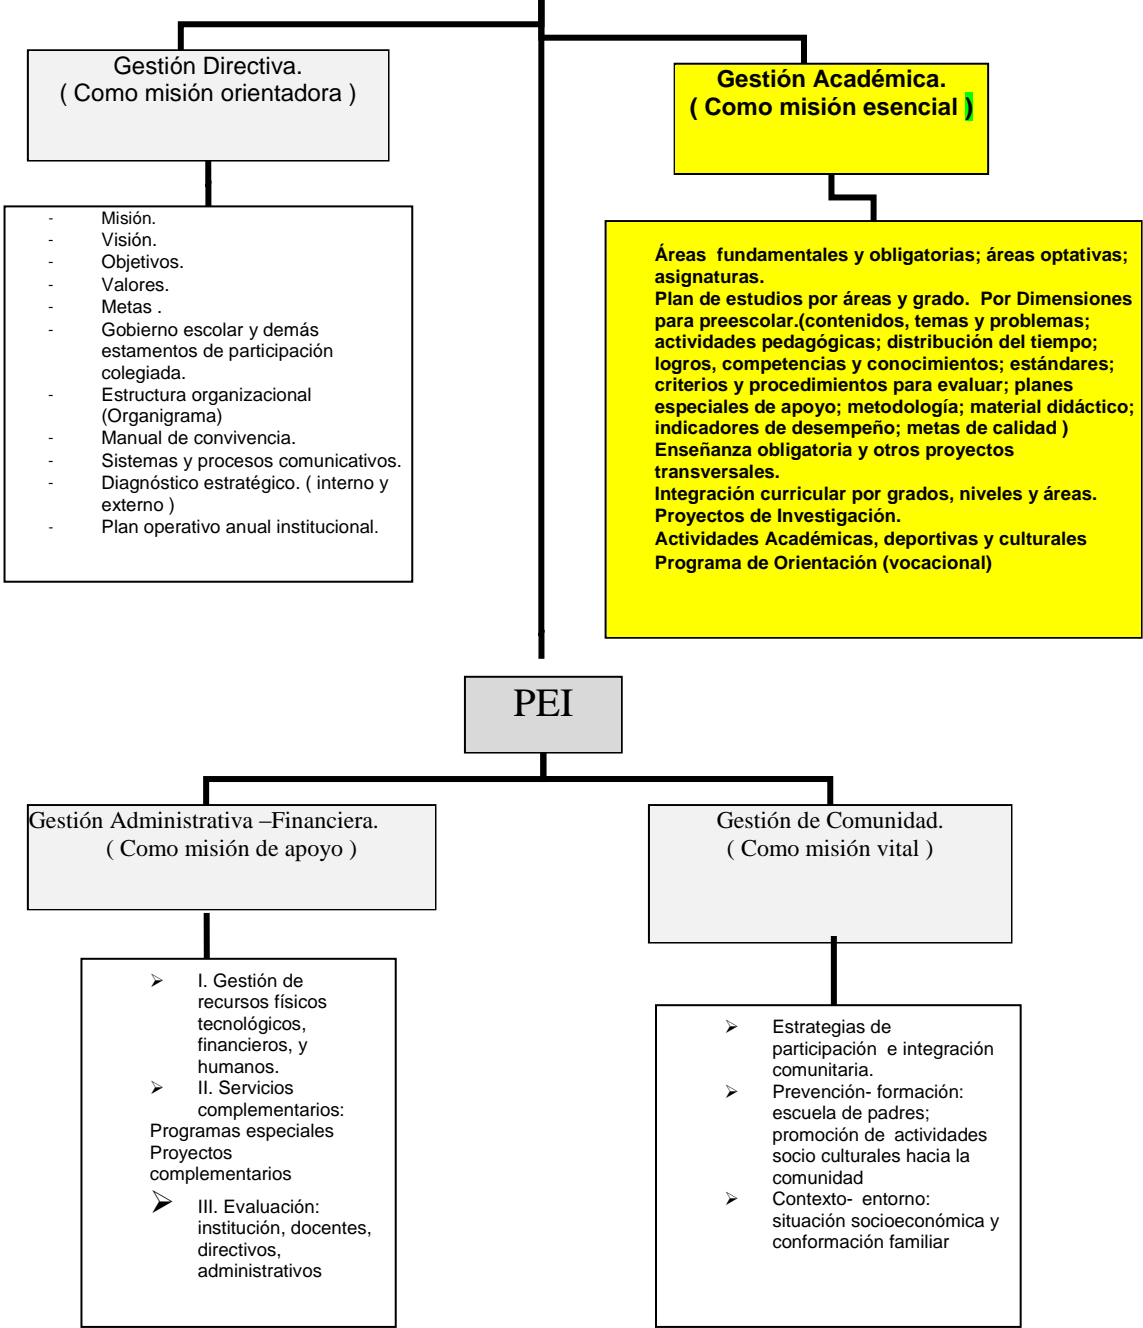 Gestión Directiva.
( Como misión orientadora )
- Misión.
- Visión.
- Objetivos.
- Valores.
- Metas .
- Gobierno escolar y demás
estamentos de participación
colegiada.
- Estructura organizacional
(Organigrama)
- Manual de convivencia.
- Sistemas y procesos comunicativos.
- Diagnóstico estratégico. ( interno y
externo )
- Plan operativo anual institucional.
Gestión Académica.
( Como misión esencial )
Áreas  fundamentales y obligatorias; áreas optativas;
asignaturas.
Plan de estudios por áreas y grado.  Por Dimensiones
para preescolar.(contenidos, temas y problemas;
actividades pedagógicas; distribución del tiempo;
logros, competencias y conocimientos; estándares;
criterios y procedimientos para evaluar; planes
especiales de apoyo; metodología; material didáctico;
indicadores de desempeño; metas de calidad )
Enseñanza obligatoria y otros proyectos
transversales.
Integración curricular por grados, niveles y áreas.
Proyectos de Investigación.
Actividades Académicas, deportivas y culturales
Programa de Orientación (vocacional)
PEI
Gestión Administrativa –Financiera.
( Como misión de apoyo )
➢ I. Gestión de
recursos físicos
tecnológicos,
financieros, y
humanos.
➢ II. Servicios
complementarios:
Programas especiales
Proyectos
complementarios
➢ III. Evaluación:
institución, docentes,
directivos,
administrativos
Gestión de Comunidad.
( Como misión vital )
➢ Estrategias de
participación  e integración
comunitaria.
➢ Prevención- formación:
escuela de padres;
promoción de  actividades
socio culturales hacia la
comunidad
➢ Contexto-  entorno:
situación socioeconómica y
conformación familiar